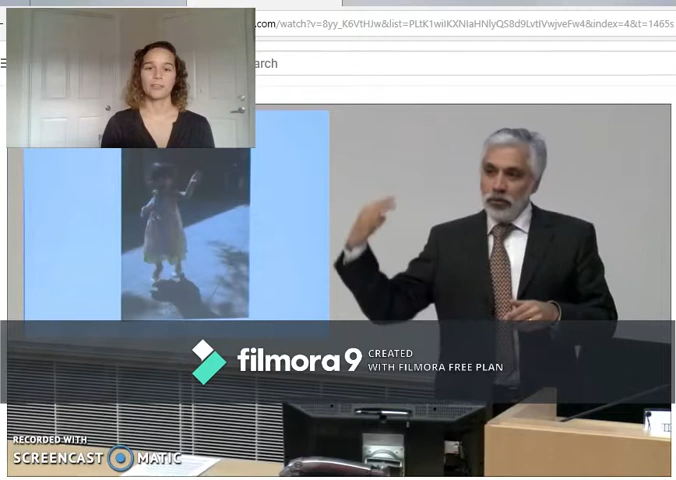 .com/watch?v=8yy_K6VtHJw&list=PLtK1wiIKXNIaHNlyQS8d9LvtIVwjveFw4&index=4&t=1465s
arch
filmora9
CREATED
WITH FILMORA FREE PLAN
RECORDED WITH
SCREENCAST MATIC